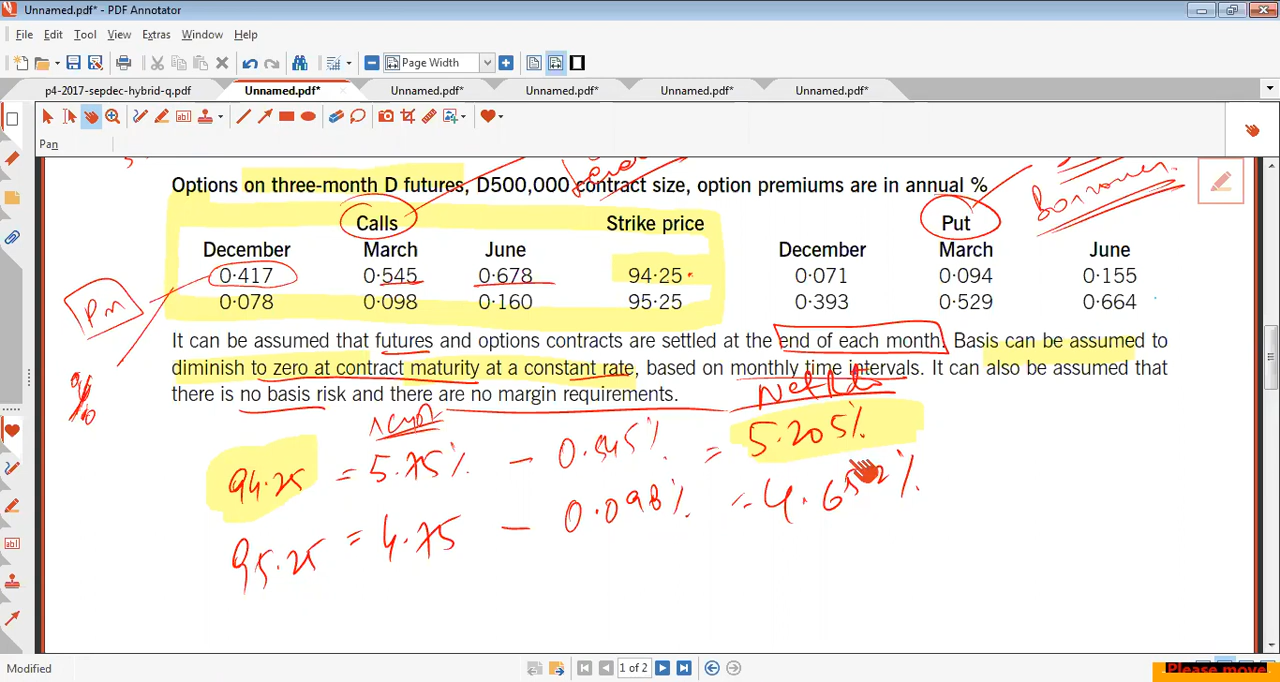 Unnamed.pdf* - PDF Annotator
File Edit Tool View Extras Window Help
Page Width
p4-2017-sepdec-hybrid-q.pdf Unnamed.pdf* Unnamed.pdf* Unnamed.pdf* Unnamed.pdf* Unnamed.pdf*
Pan
Options on three-month D futures, D500,000 contract size, option premiums are in annual %
Borrower
Calls Strike price Put
December March June December March June
0·417 0·545 0·678 94·25 0·071 0·094 0·155
0·078 0·098 0·160 95·25 0·393 0·529 0·664
Pm
%
It can be assumed that futures and options contracts are settled at the end of each month. Basis can be assumed to
diminish to zero at contract maturity at a constant rate, based on monthly time intervals. It can also be assumed that
there is no basis risk and there are no margin requirements.
94.25 = 5.75% - 0.545% = 5.205%
95.25 = 4.75 - 0.098% = 4.652%
Modified
1 of 2
Please move